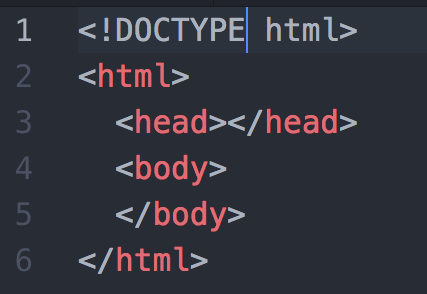 1 <!DOCTYPE html>
2 <html>
3   <head></head>
4   <body>
5   </body>
6 </html>